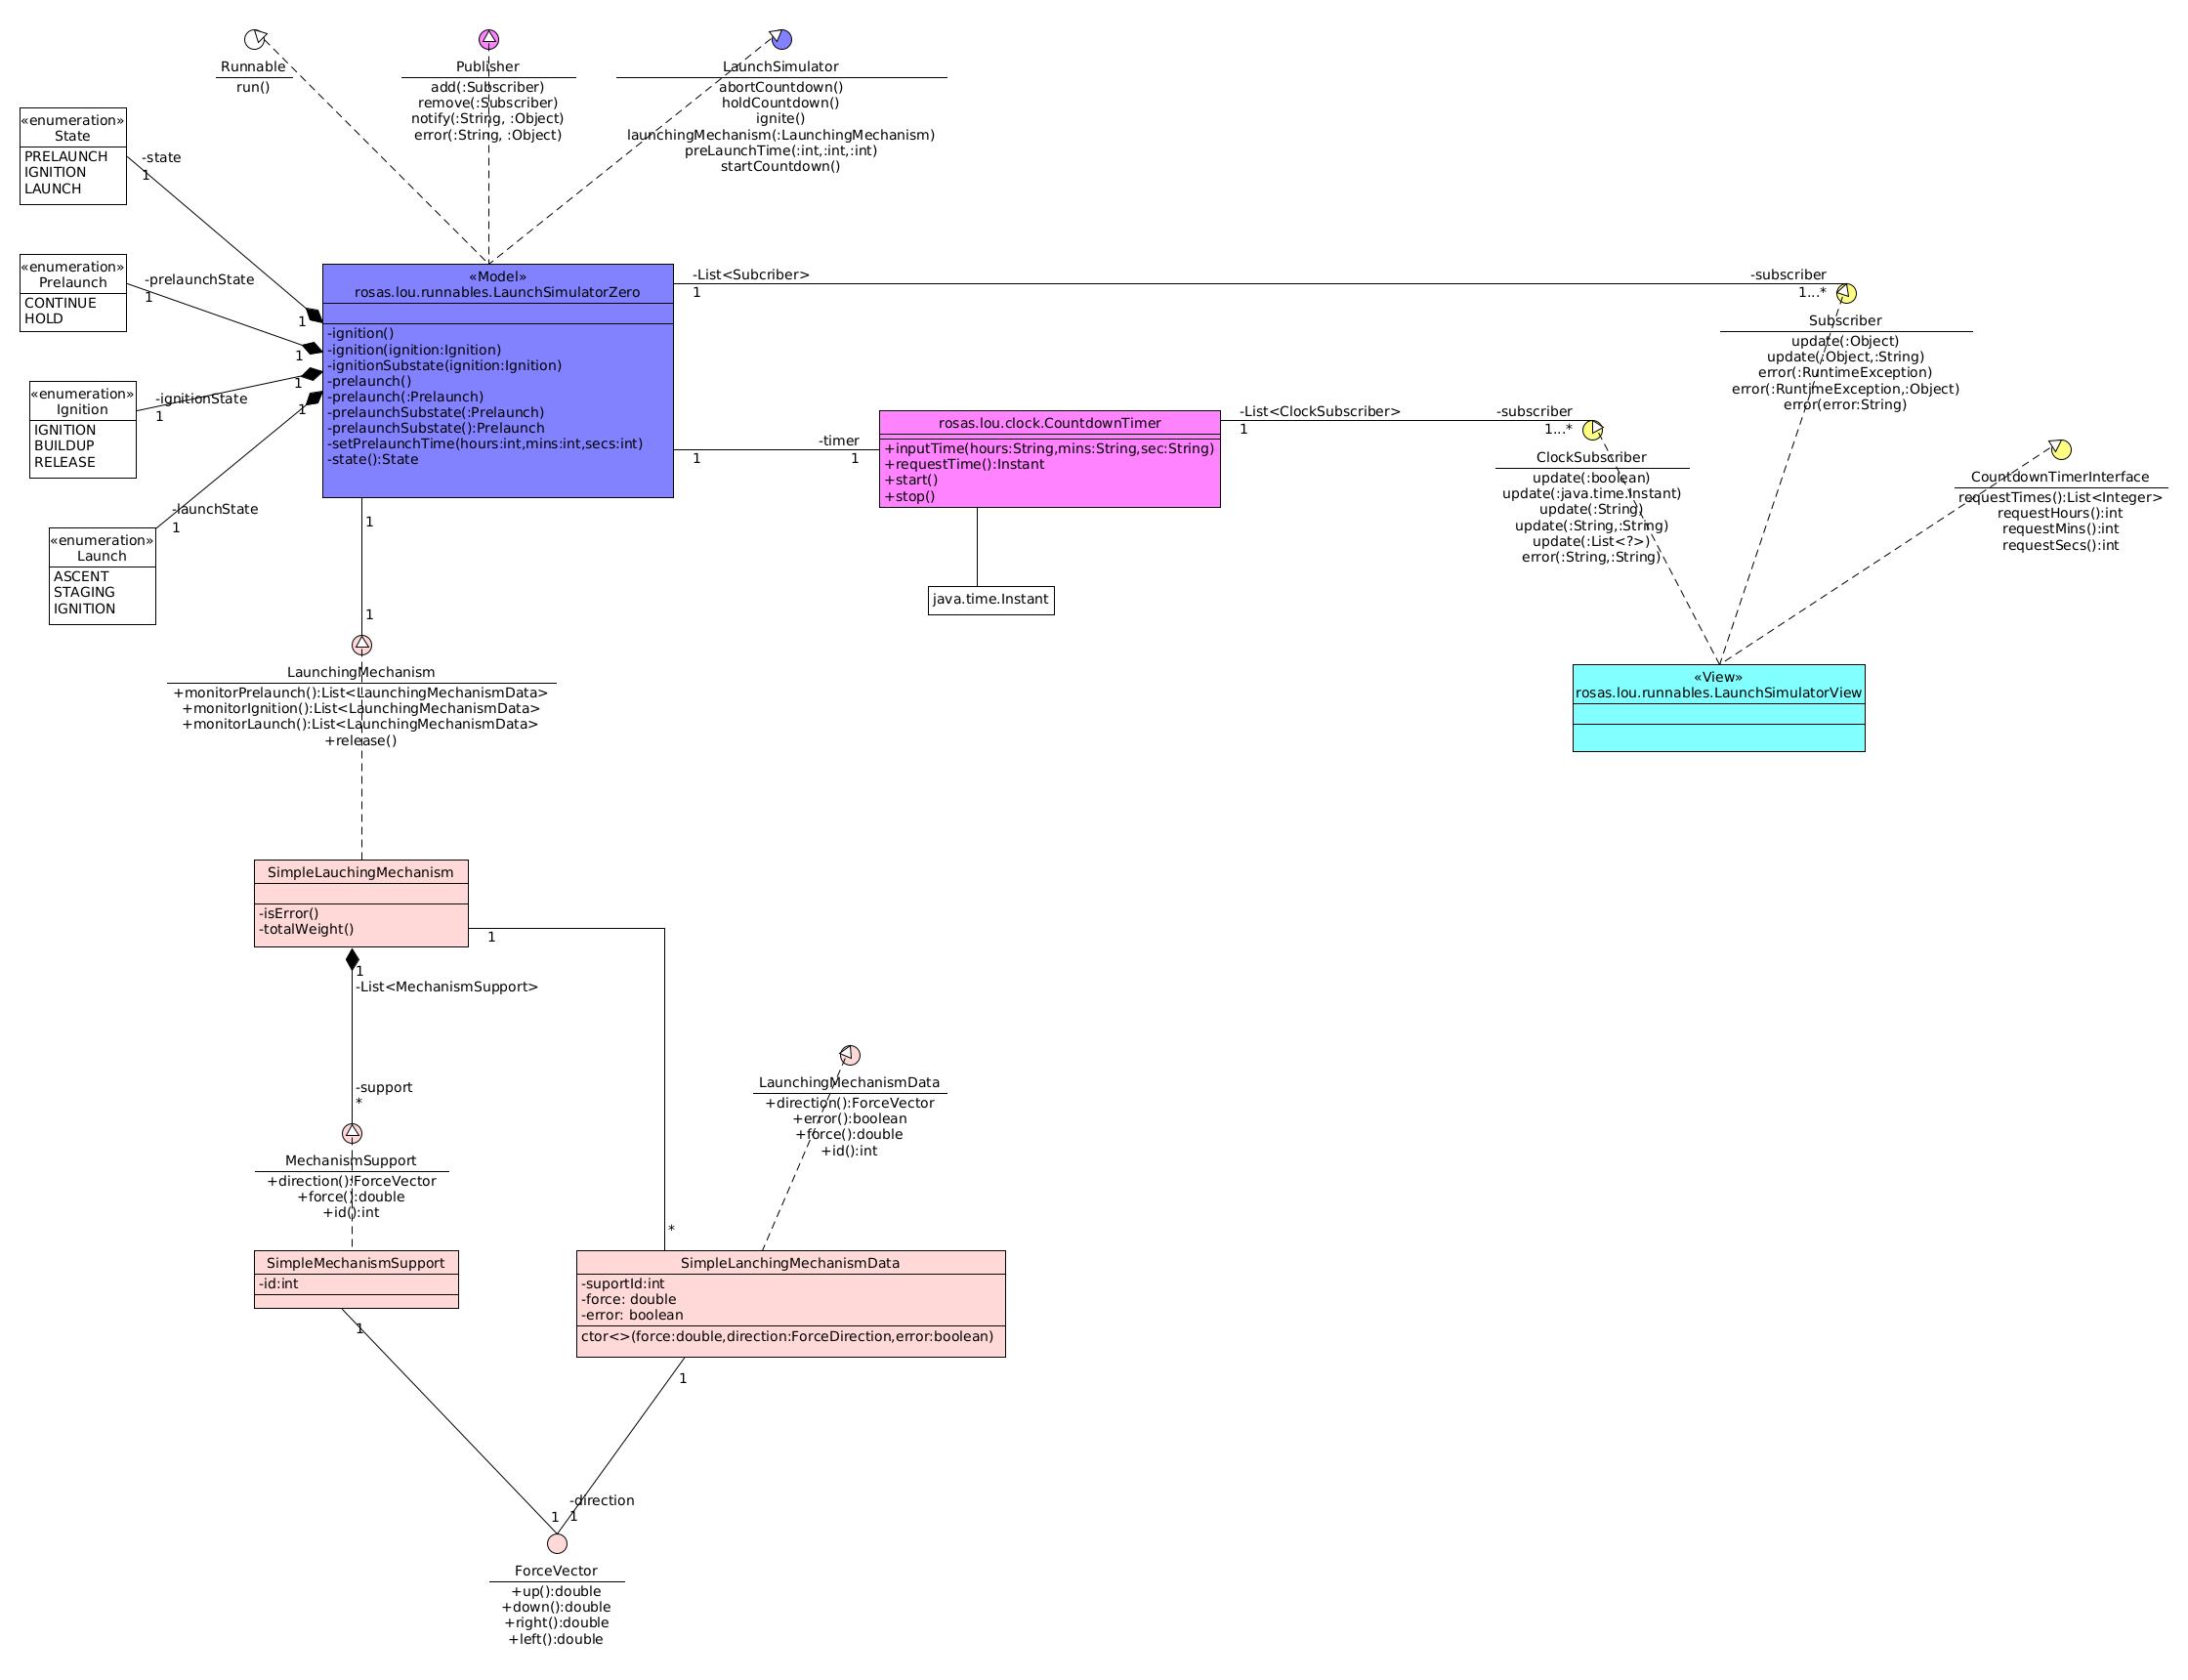 Runnable
run()
Publisher
add(:Subscriber)
remove(:Subscriber)
notify(:String, :Object)
error(:String, :Object)
LaunchSimulator
abortCountdown()
holdCountdown()
ignite()
launchingMechanism(:LaunchingMechanism)
preLaunchTime(:int,:int,:int)
startCountdown()
«enumeration»
State
PRELAUNCH
IGNITION
LAUNCH
-state
1
1
«enumeration»
Prelaunch
CONTINUE
HOLD
-prelaunchState
1
1
«enumeration»
Ignition
IGNITION
BUILDUP
RELEASE
-ignitionState
1
1
«enumeration»
Launch
ASCENT
STAGING
IGNITION
-launchState
1
1
«Model»
rosas.lou.runnables.LaunchSimulatorZero
-ignition()
-ignition(ignition:Ignition)
-ignitionSubstate(ignition:Ignition)
-prelaunch()
-prelaunch(:Prelaunch)
-prelaunchSubstate(:Prelaunch)
-prelaunchSubstate():Prelaunch
-setPrelaunchTime(hours:int,mins:int,secs:int)
-state():State
-List<Subcriber>
1
-subscriber
1...*
Subscriber
update(:Object)
update(:Object,:String)
error(:RuntimeException)
error(:RuntimeException,:Object)
error(error:String)
1
-timer
1
rosas.lou.clock.CountdownTimer
+inputTime(hours:String,mins:String,sec:String)
+requestTime():Instant
+start()
+stop()
-List<ClockSubscriber>
1
-subscriber
1...*
ClockSubscriber
update(:boolean)
update(:java.time.Instant)
update(:String)
update(:String,:String)
update(:List<?>)
error(:String,:String)
CountdownTimerInterface
requestTimes():List<Integer>
requestHours():int
requestMins():int
requestSecs():int
java.time.Instant
«View»
rosas.lou.runnables.LaunchSimulatorView
1
1
LaunchingMechanism
+monitorPrelaunch():List<LaunchingMechanismData>
+monitorIgnition():List<LaunchingMechanismData>
+monitorLaunch():List<LaunchingMechanismData>
+release()
SimpleLauchingMechanism
-isError()
-totalWeight()
1
1
-List<MechanismSupport>
-support
*
MechanismSupport
+direction():ForceVector
+force():double
+id():int
LaunchingMechanismData
+direction():ForceVector
+error():boolean
+force():double
+id():int
*
SimpleMechanismSupport
-id:int
1
SimpleLanchingMechanismData
-suportId:int
-force: double
-error: boolean
ctor<>(force:double,direction:ForceDirection,error:boolean)
1
-direction
1
1
ForceVector
+up():double
+down():double
+right():double
+left():double